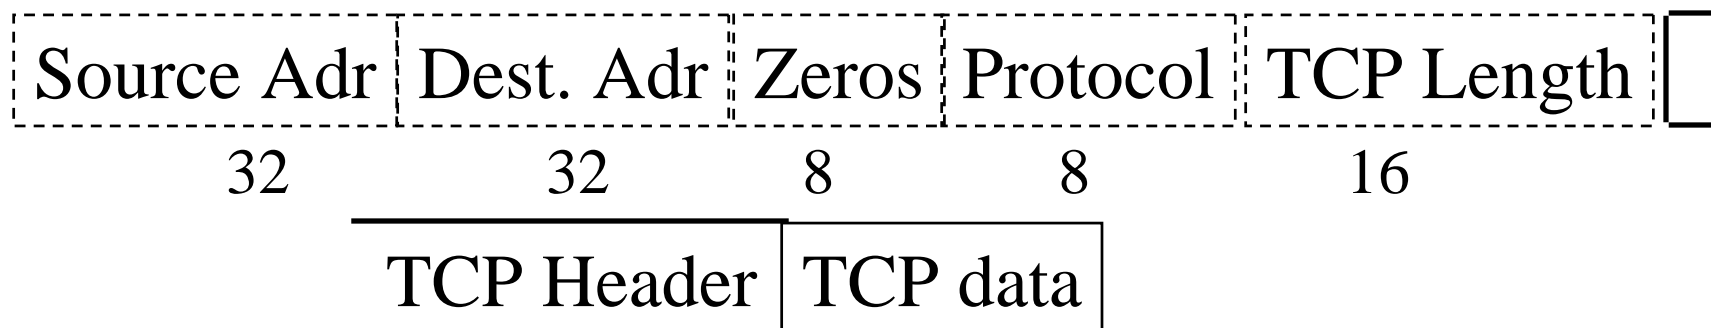 Source Adr Dest. Adr Zeros Protocol TCP Length
32 32 8 8 16
TCP Header TCP data